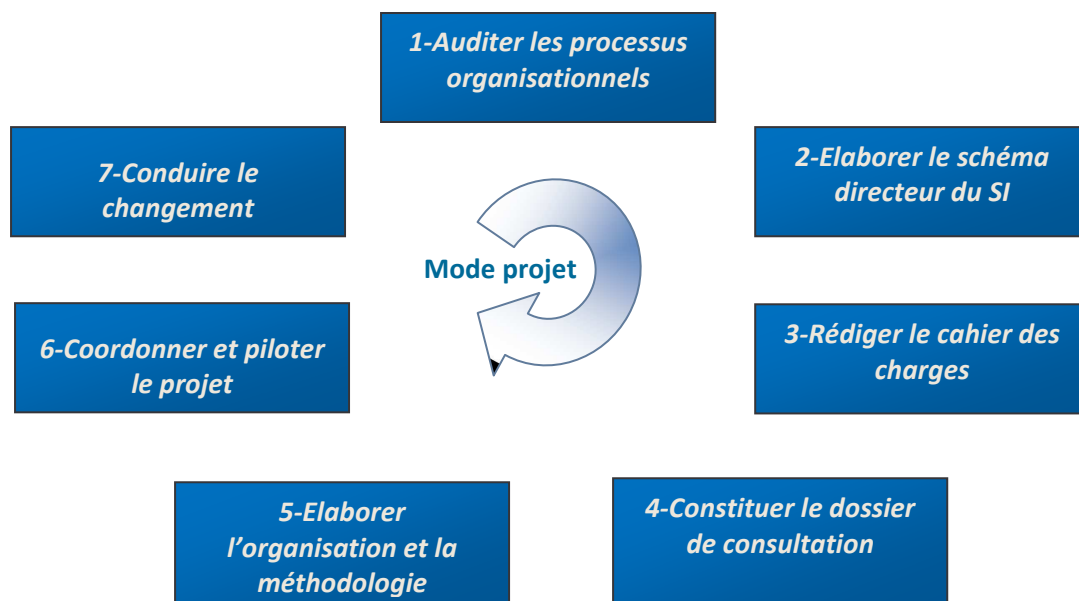 1-Auditer les processus
organisationnels
2-Elaborer le schéma
directeur du SI
3-Rédiger le cahier des
charges
4-Constituer le dossier
de consultation
5-Elaborer
l’organisation et la
méthodologie
6-Coordonner et piloter
le projet
7-Conduire le
changement
Mode projet